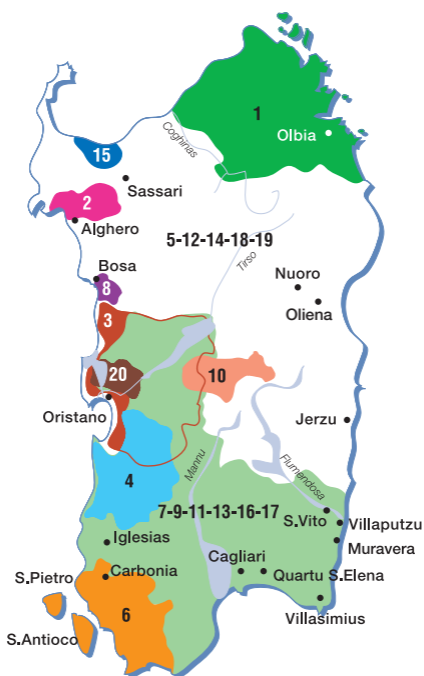 1
Coghinas
Olbia
15
Sassari
2
Alghero
5-12-14-18-19
Tirso
Bosa
8
Nuoro
Oliena
3
20
10
Oristano
Jerzu
Mannu
Flumendosa
4
7-9-11-13-16-17
S.Vito
Villaputzu
Iglesias
Muravera
Cagliari
S.Pietro
Carbonia
Quartu S.Elena
6
Villasimius
S.Antioco